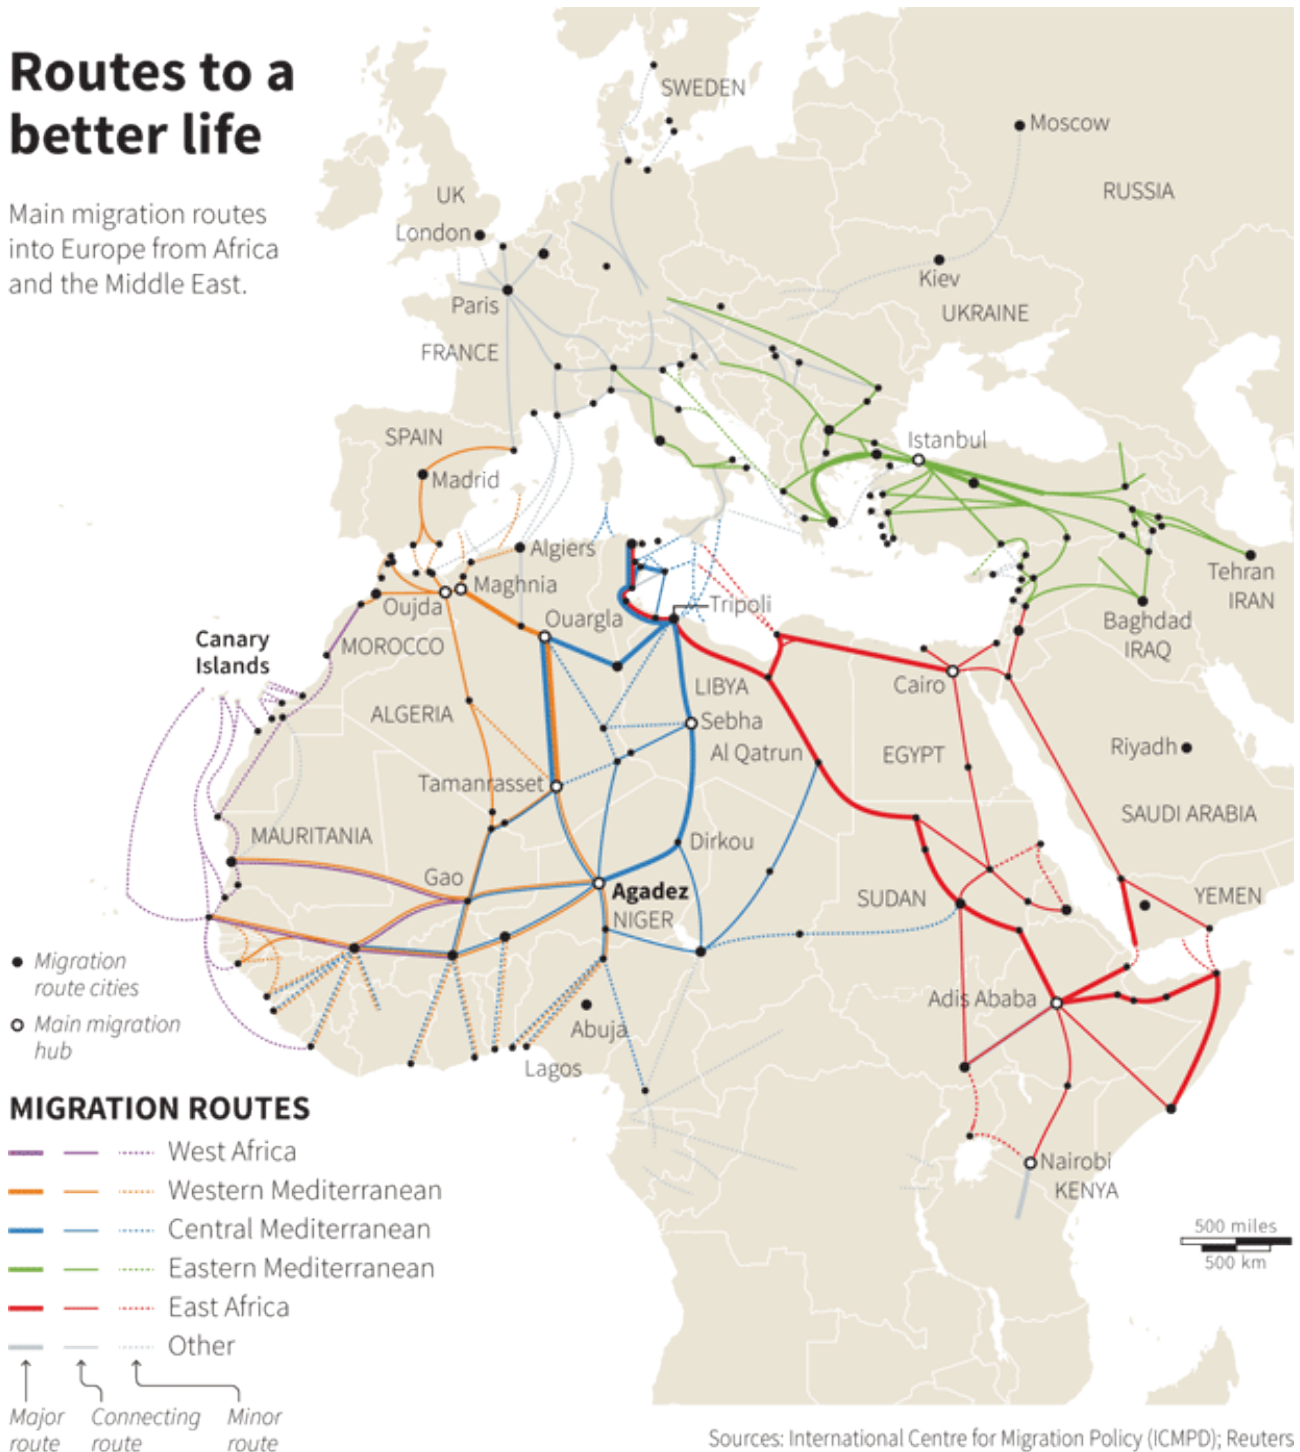 Routes to a
better life
Main migration routes
into Europe from Africa
and the Middle East.
SWEDEN
Moscow
RUSSIA
UK
London
Kiev
UKRAINE
Paris
FRANCE
SPAIN
Madrid
Istanbul
Algiers
Maghnia
Oujda
Ouargla
Tripoli
Tehran
IRAN
Baghdad
IRAQ
Canary
Islands
MOROCCO
LIBYA
Cairo
ALGERIA
Sebha
Al Qatrun
EGYPT
Riyadh
Tamanrasset
SAUDI ARABIA
MAURITANIA
Dirkou
Gao
Agadez
NIGER
SUDAN
YEMEN
Migration
route cities
Main migration
hub
Adis Ababa
Abuja
Lagos
Nairobi
KENYA
MIGRATION ROUTES
West Africa
Western Mediterranean
Central Mediterranean
Eastern Mediterranean
East Africa
Other
Major
route
Connecting
route
Minor
route
500 miles
500 km
Sources: International Centre for Migration Policy (ICMPD); Reuters